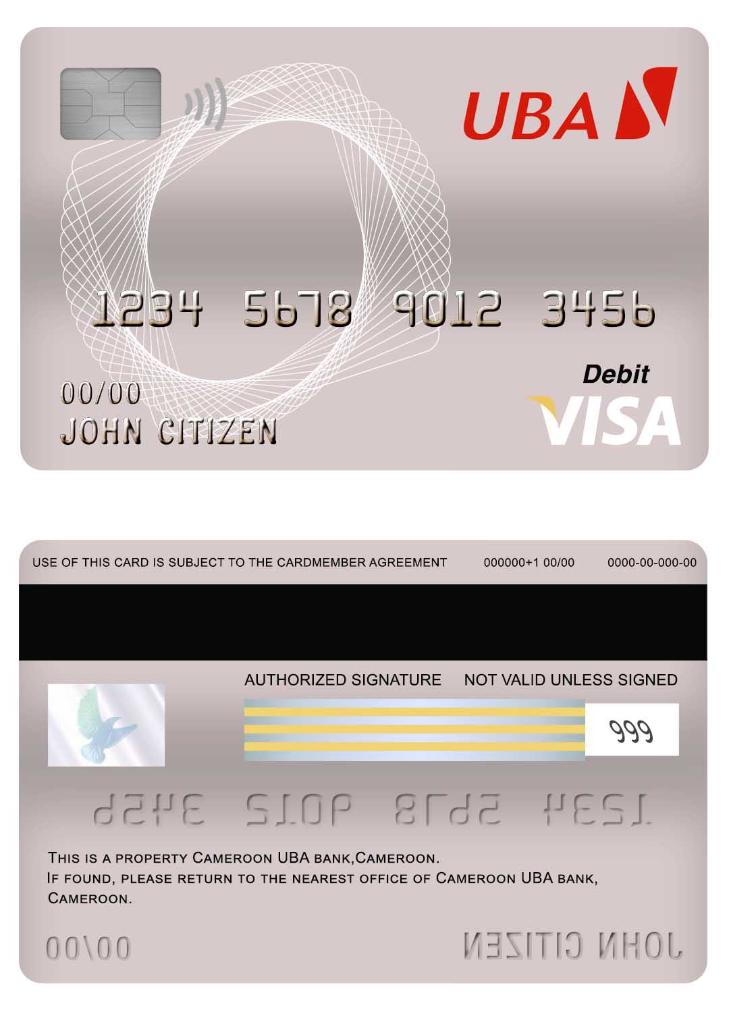 UBA
1234 5678 9012 3456
Debit
00/00
VISA
JOHN CITIZEN
USE OF THIS CARD IS SUBJECT TO THE CARDMEMBER AGREEMENT 000000+1 00/00 0000-00-000-00
AUTHORIZED SIGNATURE NOT VALID UNLESS SIGNED
999
1234 5678 9012 3456
THIS IS A PROPERTY CAMEROON UBA BANK,CAMEROON.
IF FOUND, PLEASE RETURN TO THE NEAREST OFFICE OF CAMEROON UBA BANK,
CAMEROON.
00/00 JOHN CITIZEN